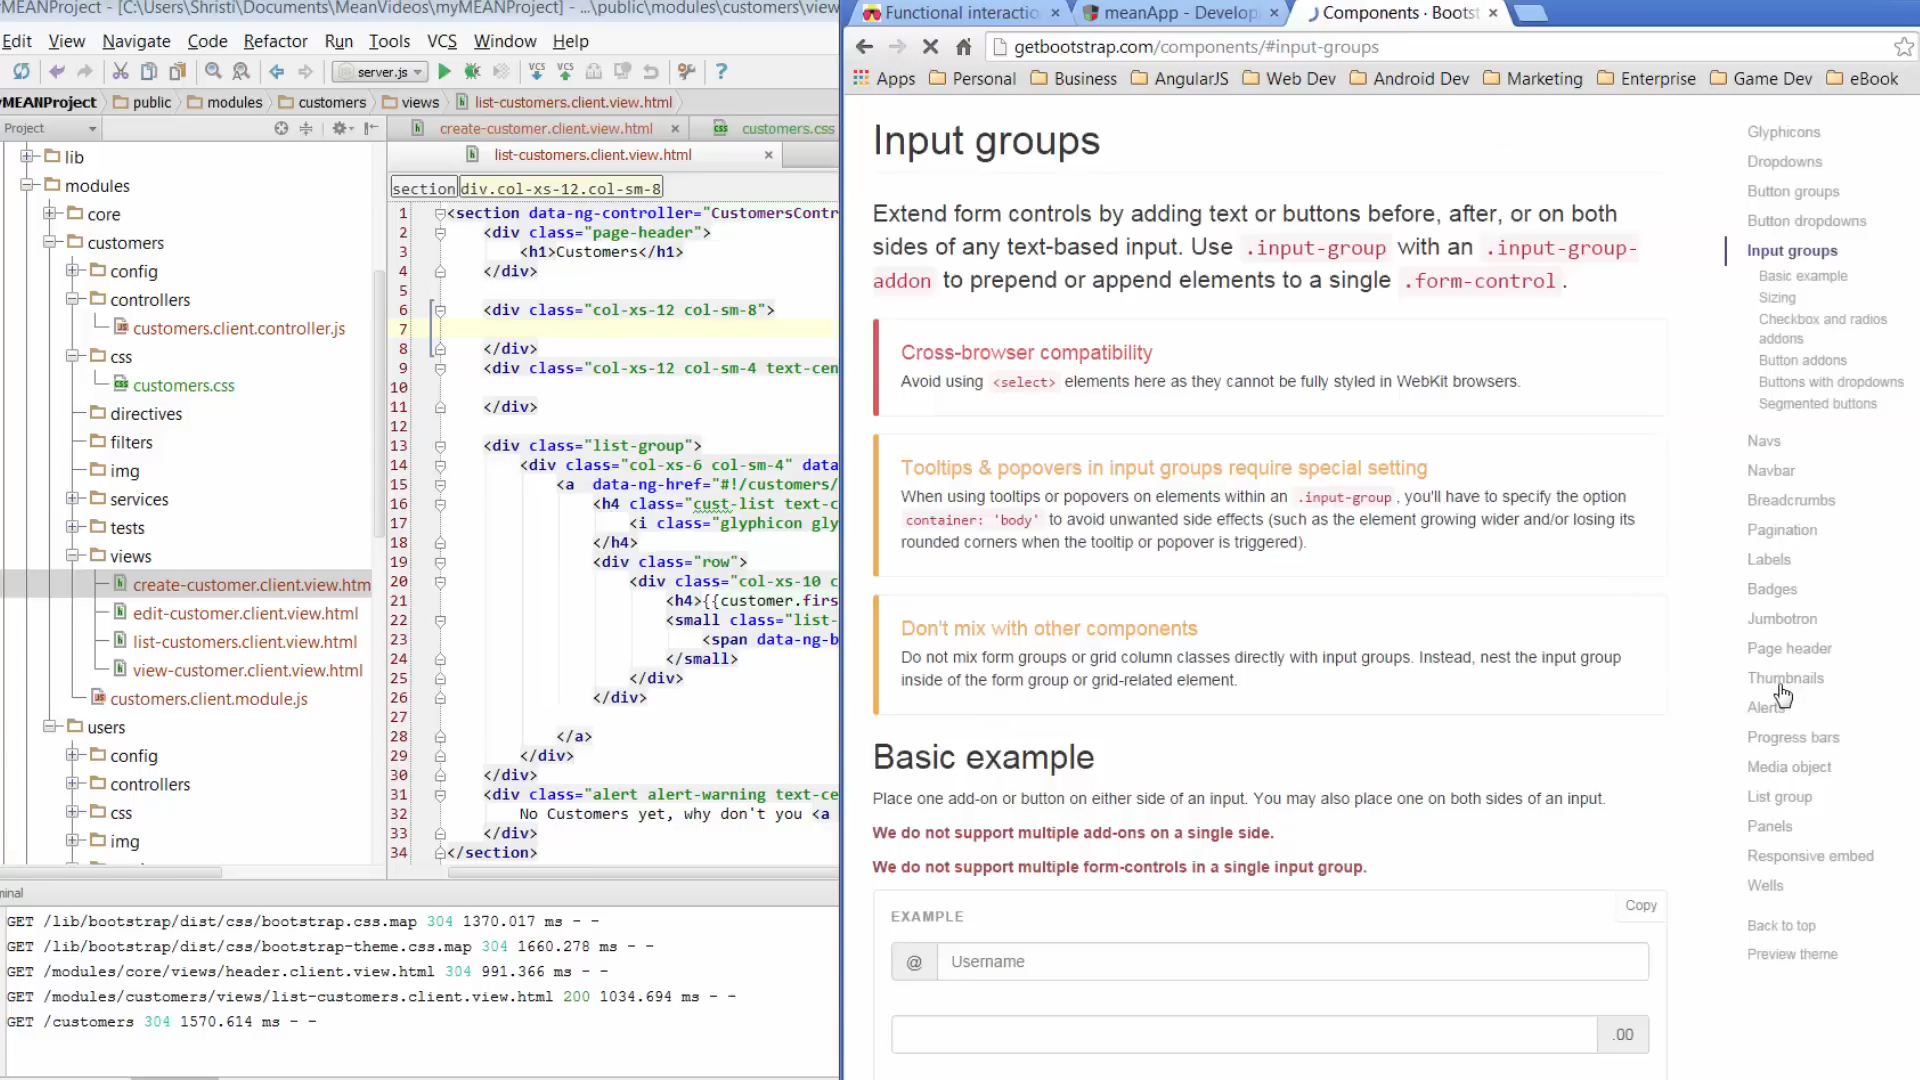 MEANProject - [C:\Users\Shristi\Documents\MeanVideos\myMEANProject] - ...\public\modules\customers\view
Edit View Navigate Code Refactor Run Tools VCS Window Help
server.js
MEANProject public modules customers views list-customers.client.view.html
Project
create-customer.client.view.html
customers.css
list-customers.client.view.html
section div.col-xs-12.col-sm-8
lib
modules
core
customers
config
controllers
customers.client.controller.js
css
customers.css
directives
filters
img
services
tests
views
create-customer.client.view.htm
edit-customer.client.view.html
list-customers.client.view.html
view-customer.client.view.html
customers.client.module.js
users
config
controllers
css
img
1 <section data-ng-controller="CustomersContr
2 <div class="page-header">
3 <h1>Customers</h1>
4 </div>
5
6 <div class="col-xs-12 col-sm-8">
7
8 </div>
9 <div class="col-xs-12 col-sm-4 text-cen
10
11 </div>
12
13 <div class="list-group">
14 <div class="col-xs-6 col-sm-4" data
15 <a data-ng-href="#!/customers/
16 <h4 class="cust-list text-c
17 <i class="glyphicon gly
18 </h4>
19 <div class="row">
20 <div class="col-xs-10 c
21 <h4>{{customer.firs
22 <small class="list-
23 <span data-ng-b
24 </small>
25 </div>
26 </div>
27
28 </a>
29 </div>
30 </div>
31 <div class="alert alert-warning text-ce
32 No Customers yet, why don't you <a
33 </div>
34 </section>
minal
GET /lib/bootstrap/dist/css/bootstrap.css.map 304 1370.017 ms - -
GET /lib/bootstrap/dist/css/bootstrap-theme.css.map 304 1660.278 ms - -
GET /modules/core/views/header.client.view.html 304 991.366 ms - -
GET /modules/customers/views/list-customers.client.view.html 200 1034.694 ms - -
GET /customers 304 1570.614 ms - -
Functional interactio
meanApp - Develop
Components · Bootst
getbootstrap.com/components/#input-groups
Apps Personal Business AngularJS Web Dev Android Dev Marketing Enterprise Game Dev eBook
Input groups
Extend form controls by adding text or buttons before, after, or on both
sides of any text-based input. Use .input-group with an .input-group-
addon to prepend or append elements to a single .form-control.
Cross-browser compatibility
Avoid using <select> elements here as they cannot be fully styled in WebKit browsers.
Tooltips & popovers in input groups require special setting
When using tooltips or popovers on elements within an .input-group, you'll have to specify the option
container: 'body' to avoid unwanted side effects (such as the element growing wider and/or losing its
rounded corners when the tooltip or popover is triggered).
Don't mix with other components
Do not mix form groups or grid column classes directly with input groups. Instead, nest the input group
inside of the form group or grid-related element.
Basic example
Place one add-on or button on either side of an input. You may also place one on both sides of an input.
We do not support multiple add-ons on a single side.
We do not support multiple form-controls in a single input group.
EXAMPLE
Copy
@ Username
.00
Glyphicons
Dropdowns
Button groups
Button dropdowns
Input groups
Basic example
Sizing
Checkbox and radios
addons
Button addons
Buttons with dropdowns
Segmented buttons
Navs
Navbar
Breadcrumbs
Pagination
Labels
Badges
Jumbotron
Page header
Thumbnails
Alerts
Progress bars
Media object
List group
Panels
Responsive embed
Wells
Back to top
Preview theme